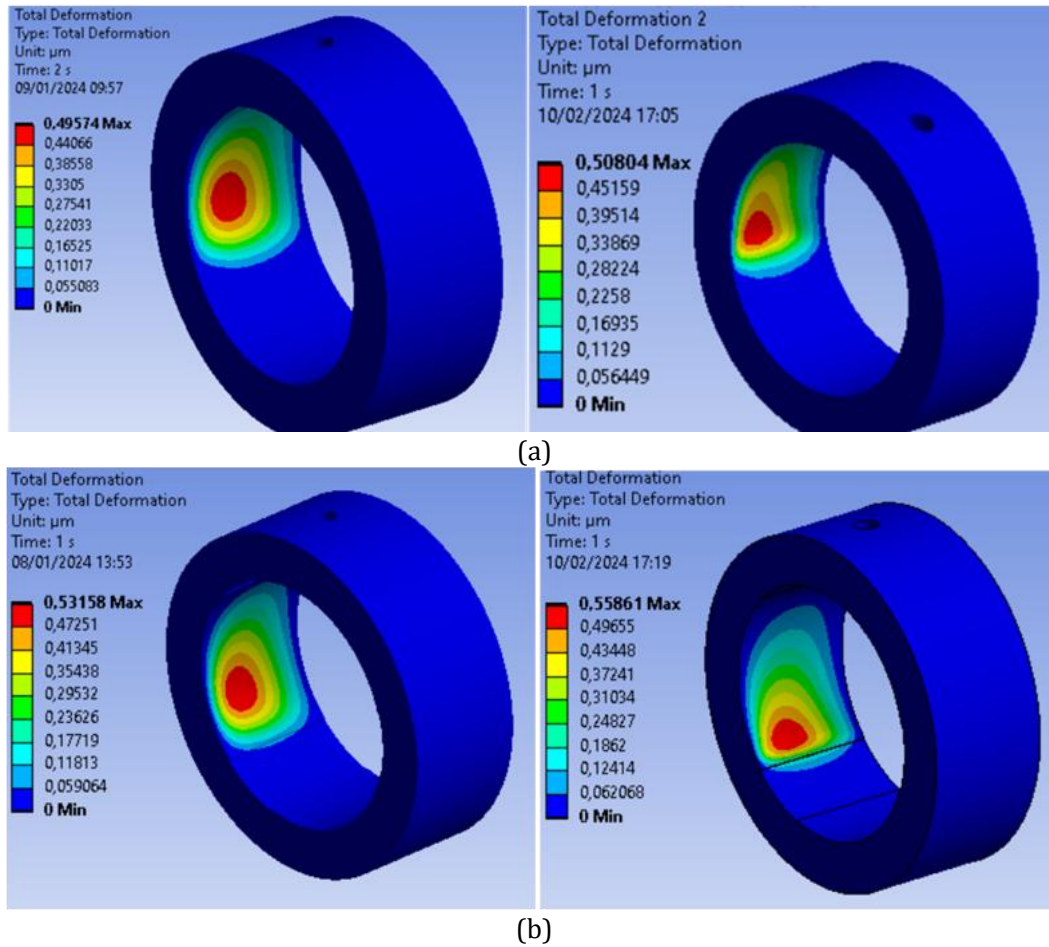 Total Deformation
Type: Total Deformation
Unit: µm
Time: 2 s
09/01/2024 09:57
0,49574 Max
0,44066
0,38558
0,3305
0,27541
0,22033
0,16525
0,11017
0,055083
0 Min
Total Deformation 2
Type: Total Deformation
Unit: µm
Time: 1 s
10/02/2024 17:05
0,50804 Max
0,45159
0,39514
0,33869
0,28224
0,2258
0,16935
0,1129
0,056449
0 Min
(a)
Total Deformation
Type: Total Deformation
Unit: µm
Time: 1 s
08/01/2024 13:53
0,53158 Max
0,47251
0,41345
0,35438
0,29532
0,23626
0,17719
0,11813
0,059064
0 Min
Total Deformation
Type: Total Deformation
Unit: µm
Time: 1 s
10/02/2024 17:19
0,55861 Max
0,49655
0,43448
0,37241
0,31034
0,24827
0,1862
0,12414
0,062068
0 Min
(b)